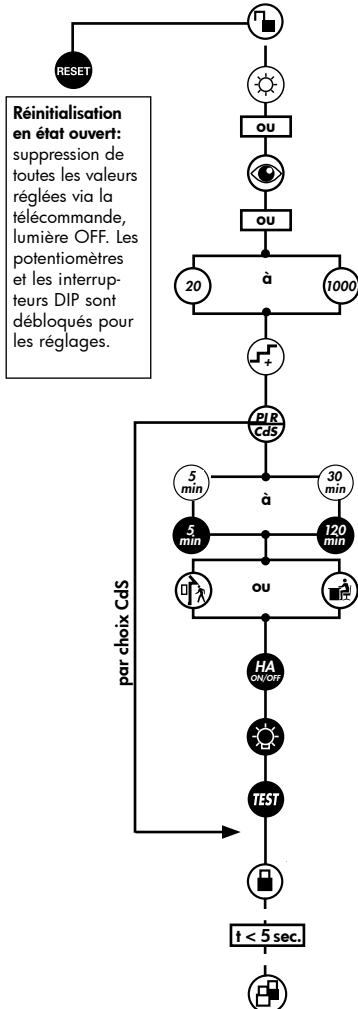 RESET
Réinitialisation
en état ouvert:
suppression de
toutes les valeurs
réglées via la
télécommande,
lumière OFF. Les
potentiomètres
et les interrup-
teurs DIP sont
débloqués pour
les réglages.
ou
ou
20
à
1000
+
PIR
CdS
5
min
à
30
min
5
min
120
min
ou
par choix CdS
HA
ON/OFF
TEST
t < 5 sec.